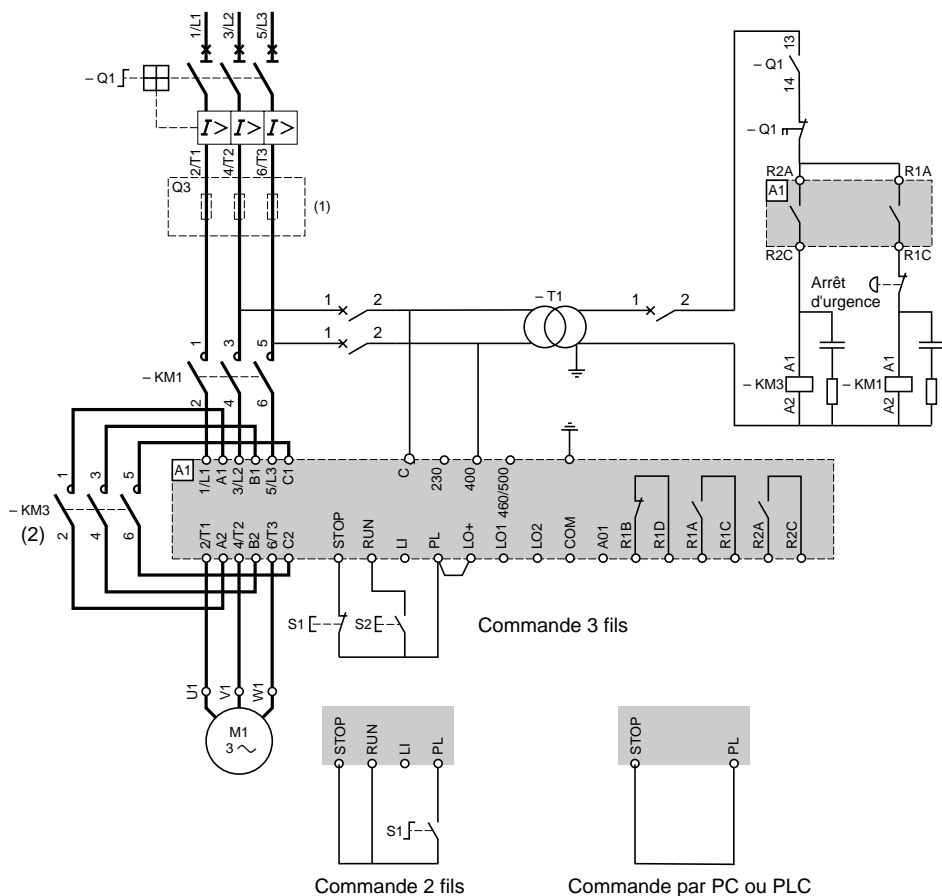 1/L1 3/L2 5/L3
– Q1
I> I> I>
2/T1 4/T2 6/T3
Q3
(1)
13
– Q1
14
– Q1
R2A R1A
A1
R2C R1C
Arrêt
d'urgence
1 2
– T1
1 2
1 2
1 3 5
– KM1
2 4 6
A1 A1
– KM3 – KM1
A2 A2
1 3 5
– KM3
(2)
2 4 6
A1
1/L1 A1 3/L2 B1 5/L3 C1
C 230 400 460/500
2/T1 A2 4/T2 B2 6/T3 C2
STOP RUN LI PL LO+ LO1 LO2 COM A01 R1B R1D R1A R1C R2A R2C
S1 S2
Commande 3 fils
U1 V1 W1
M1
3
STOP RUN LI PL
S1
Commande 2 fils
STOP PL
Commande par PC ou PLC